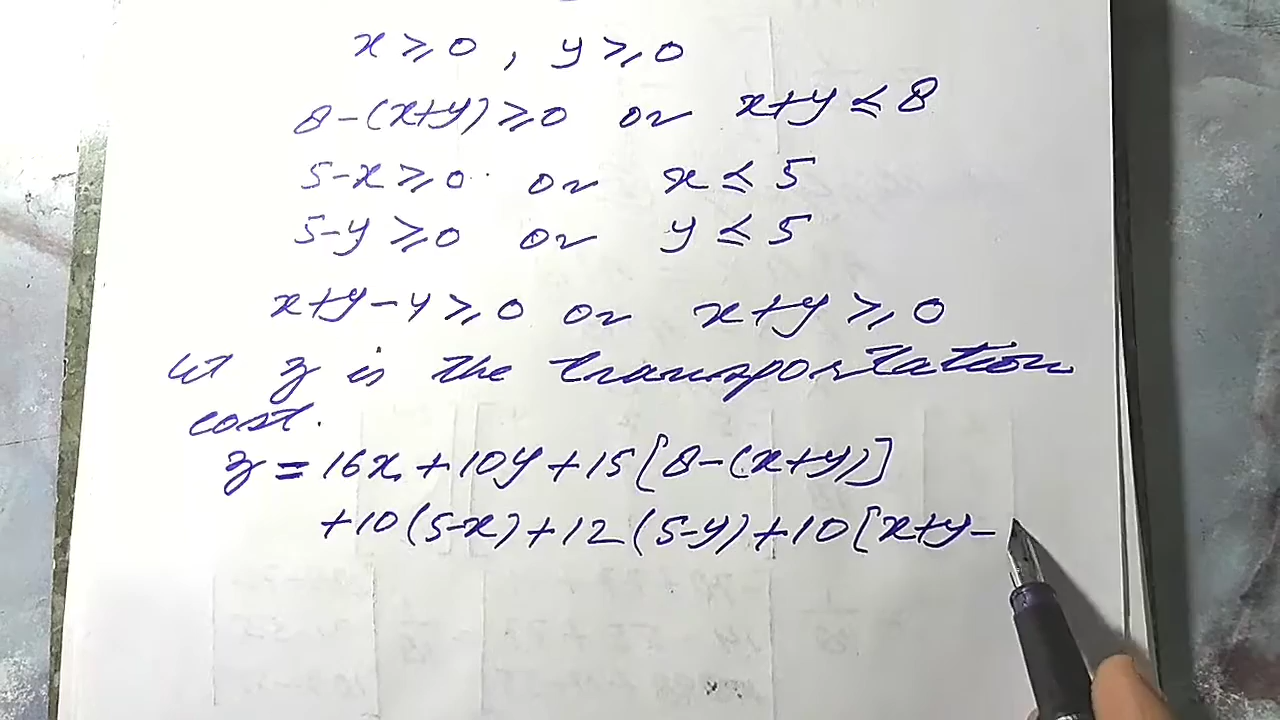 x ≥ 0 , y ≥ 0
8-(x+y) ≥ 0 or x+y ≤ 8
5-x ≥ 0 or x ≤ 5
5-y ≥ 0 or y ≤ 5
x+y-4 ≥ 0 or x+y ≥ 0
let z is the transportation
cost.
z = 16x + 10y + 15[8-(x+y)]
+10(5-x)+12(5-y)+10[x+y-